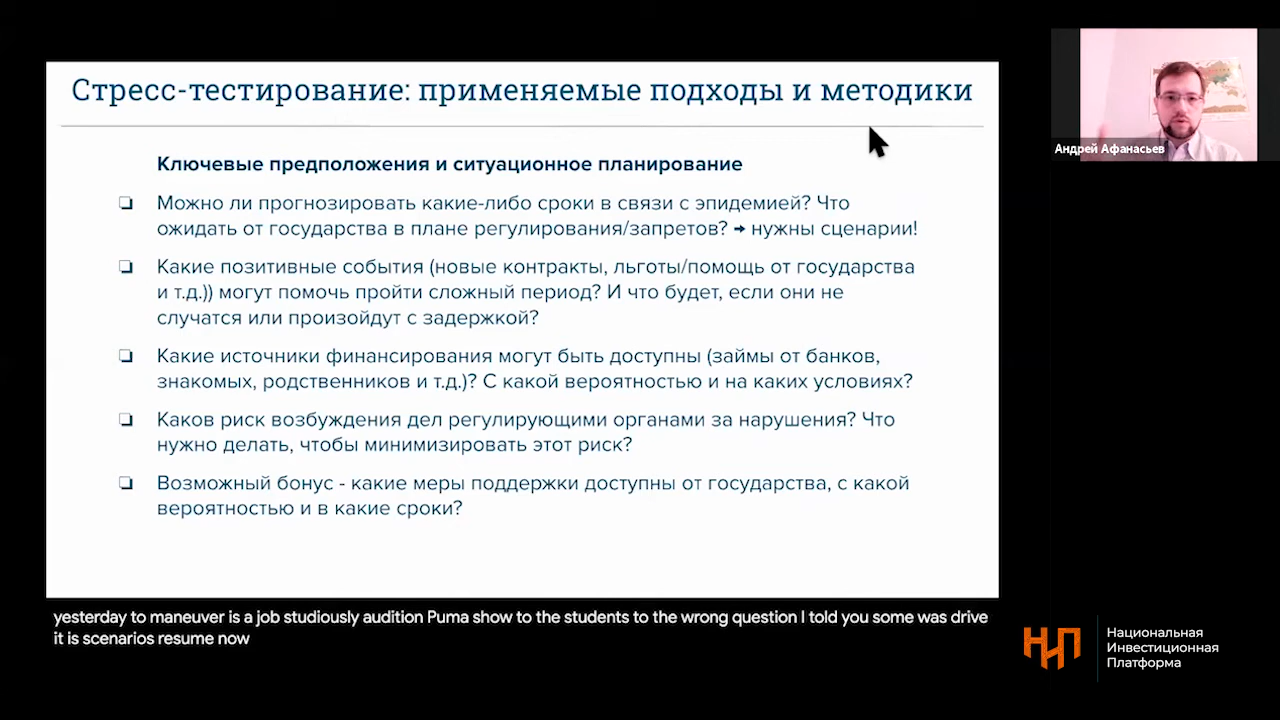 Стресс-тестирование: применяемые подходы и методики
Ключевые предположения и ситуационное планирование
❏ Можно ли прогнозировать какие-либо сроки в связи с эпидемией? Что
ожидать от государства в плане регулирования/запретов? → нужны сценарии!
❏ Какие позитивные события (новые контракты, льготы/помощь от государства
и т.д.)) могут помочь пройти сложный период? И что будет, если они не
случатся или произойдут с задержкой?
❏ Какие источники финансирования могут быть доступны (займы от банков,
знакомых, родственников и т.д.)? С какой вероятностью и на каких условиях?
❏ Каков риск возбуждения дел регулирующими органами за нарушения? Что
нужно делать, чтобы минимизировать этот риск?
❏ Возможный бонус - какие меры поддержки доступны от государства, с какой
вероятностью и в какие сроки?
Андрей Афанасьев
yesterday to maneuver is a job studiously audition Puma show to the students to the wrong question I told you some was drive
it is scenarios resume now
НИП
Национальная
Инвестиционная
Платформа